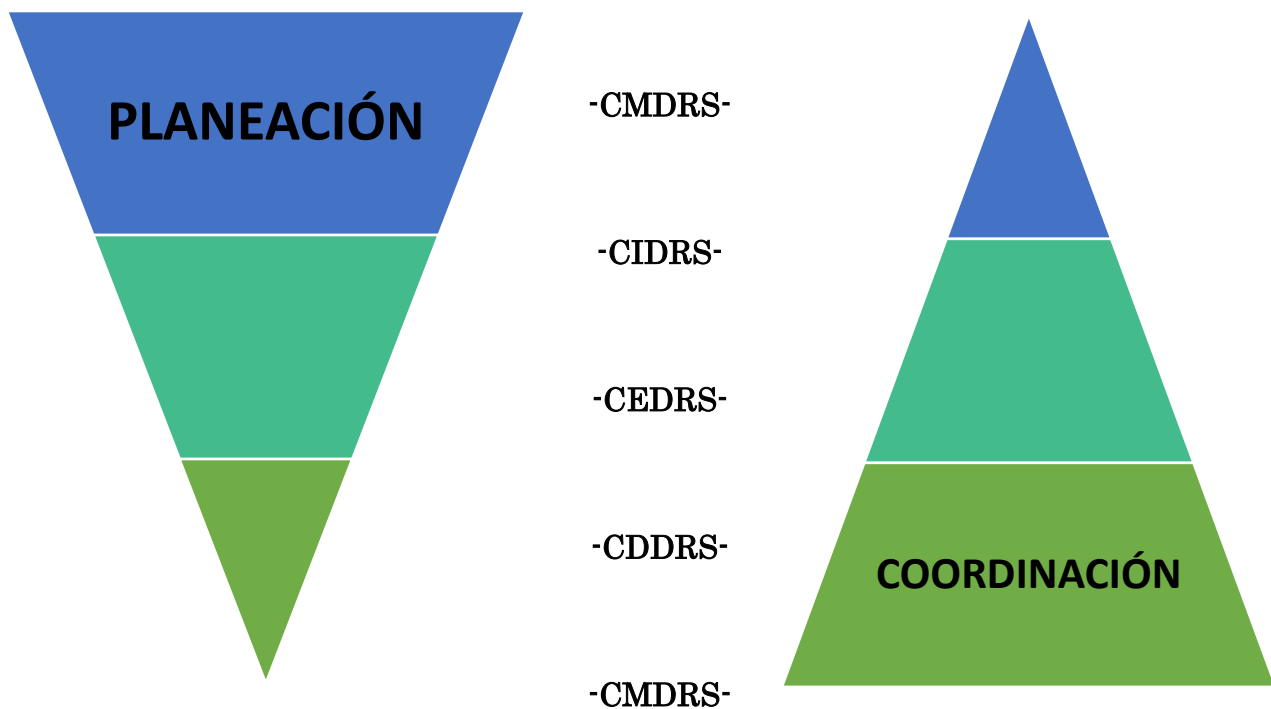 PLANEACIÓN
-CMDRS-
-CIDRS-
-CEDRS-
-CDDRS-
-CMDRS-
COORDINACIÓN